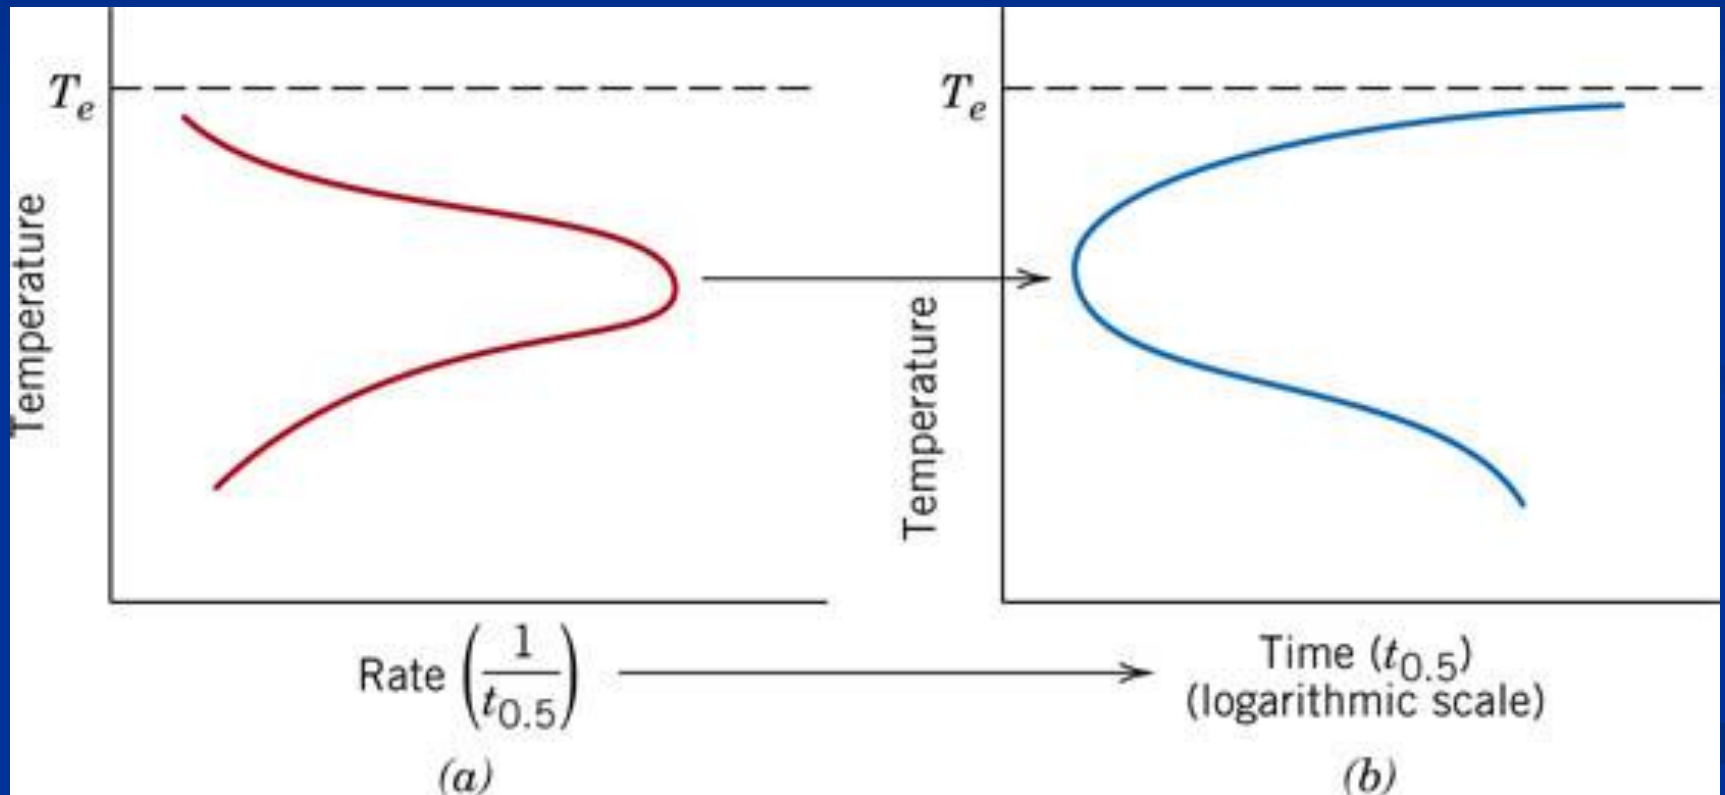 Te
Temperature
Rate (1/t0.5)
(a)
Te
Temperature
Time (t0.5)
(logarithmic scale)
(b)